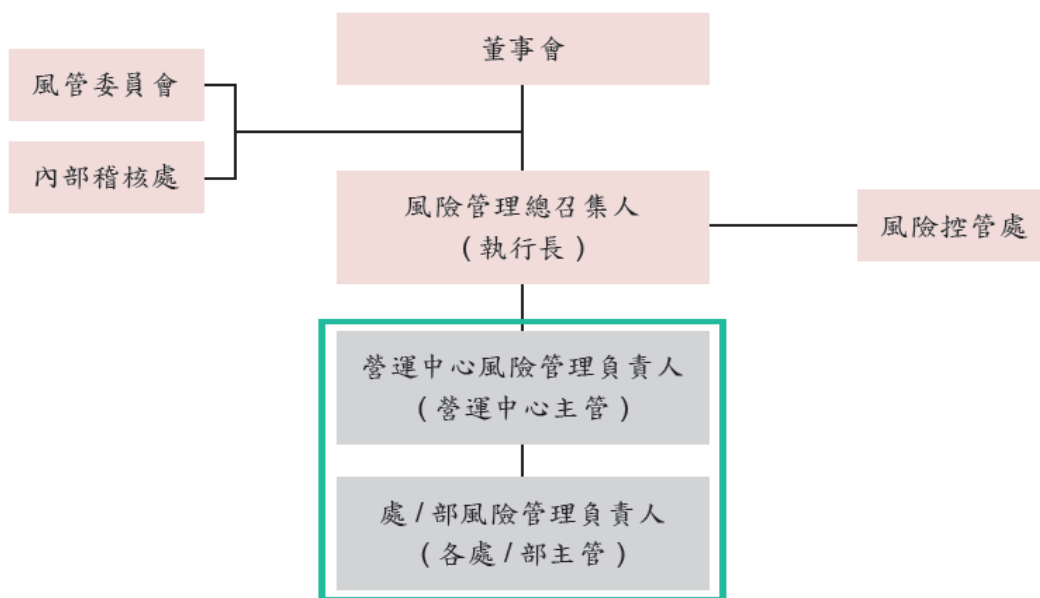 董事會
風管委員會
內部稽核處
風險管理總召集人
(執行長)
風險控管處
營運中心風險管理負責人
(營運中心主管)
處/部風險管理負責人
(各處/部主管)